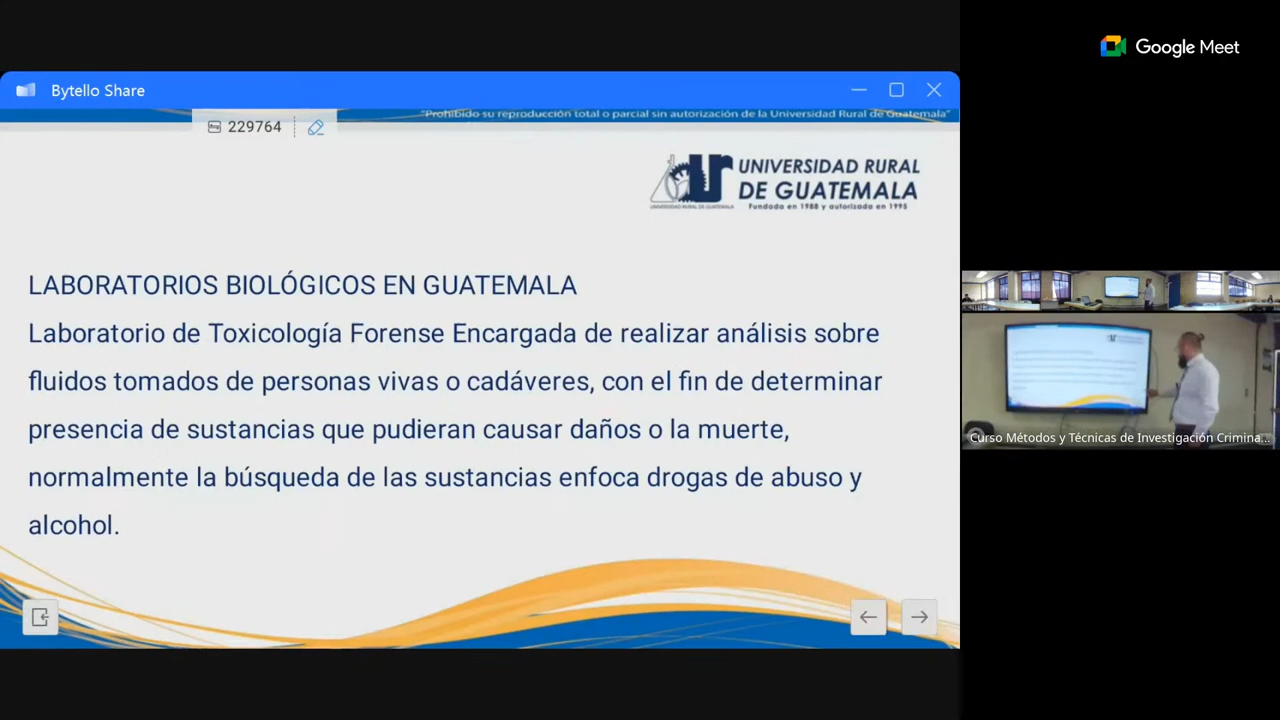 Google Meet
Bytello Share
"Prohibido su reproducción total o parcial sin autorización de la Universidad Rural de Guatemala"
229764
UNIVERSIDAD RURAL
DE GUATEMALA
Fundada en 1988 y autorizada en 1995
UNIVERSIDAD RURAL DE GUATEMALA
LABORATORIOS BIOLÓGICOS EN GUATEMALA
Laboratorio de Toxicología Forense Encargada de realizar análisis sobre
fluidos tomados de personas vivas o cadáveres, con el fin de determinar
presencia de sustancias que pudieran causar daños o la muerte,
normalmente la búsqueda de las sustancias enfoca drogas de abuso y
alcohol.
Curso Métodos y Técnicas de Investigación Crimina...